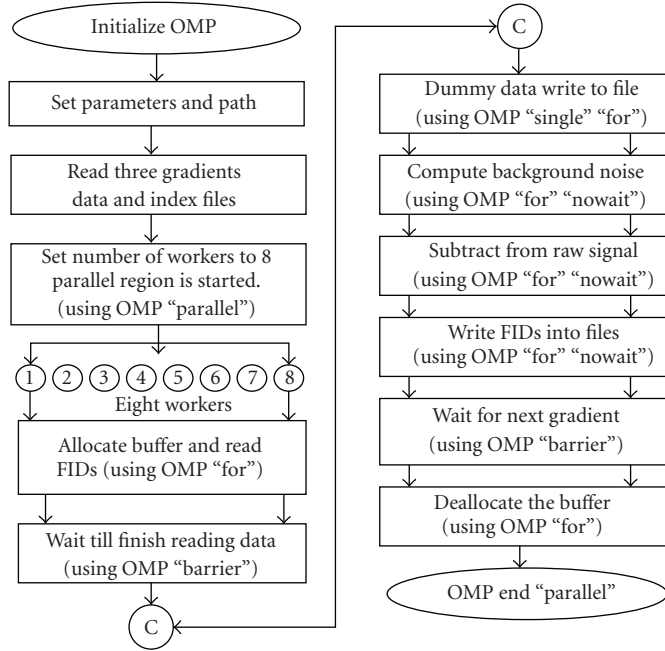 Initialize OMP
Set parameters and path
Read three gradients
data and index files
Set number of workers to 8
parallel region is started.
(using OMP “parallel”)
1 2 3 4 5 6 7 8
Eight workers
Allocate buffer and read
FIDs (using OMP “for”)
Wait till finish reading data
(using OMP “barrier”)
C
C
Dummy data write to file
(using OMP “single” “for”)
Compute background noise
(using OMP “for” “nowait”)
Subtract from raw signal
(using OMP “for” “nowait”)
Write FIDs into files
(using OMP “for” “nowait”)
Wait for next gradient
(using OMP “barrier”)
Deallocate the buffer
(using OMP “for”)
OMP end “parallel”